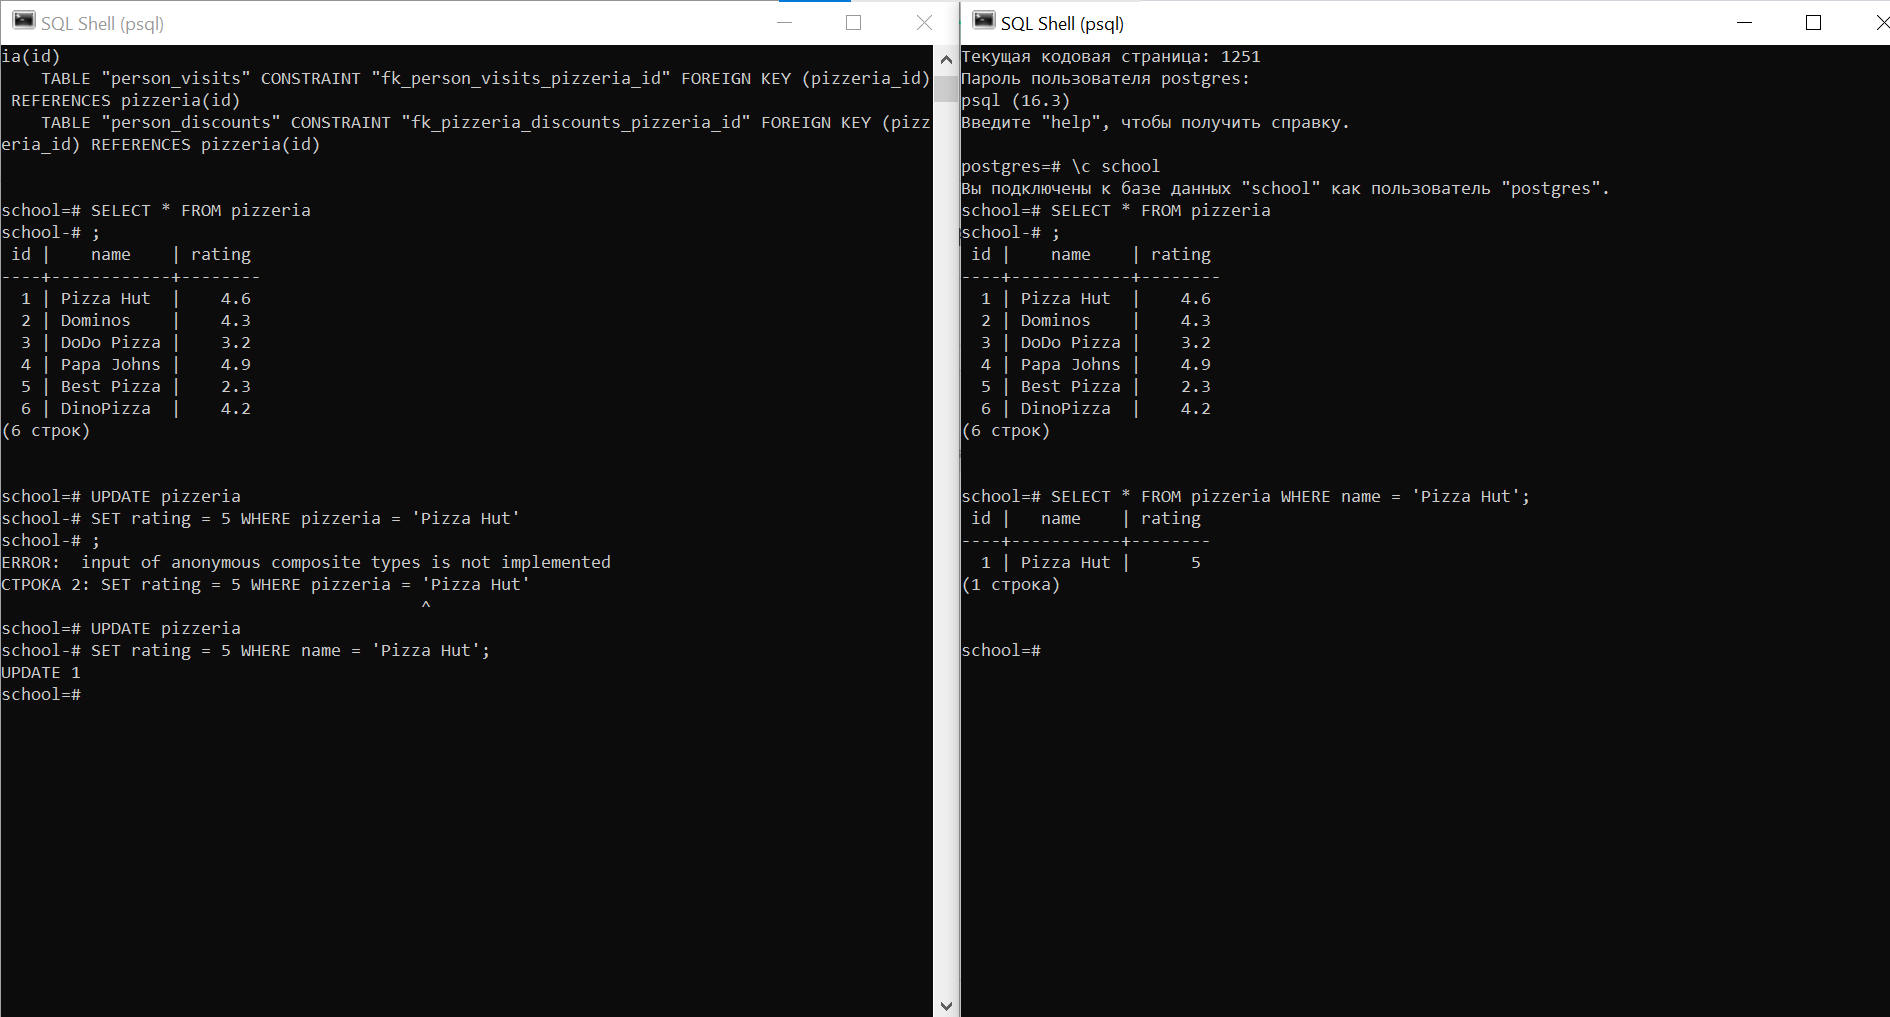 SQL Shell (psql)
ia(id)
    TABLE "person_visits" CONSTRAINT "fk_person_visits_pizzeria_id" FOREIGN KEY (pizzeria_id)
 REFERENCES pizzeria(id)
    TABLE "person_discounts" CONSTRAINT "fk_pizzeria_discounts_pizzeria_id" FOREIGN KEY (pizz
eria_id) REFERENCES pizzeria(id)
school=# SELECT * FROM pizzeria
school-# ;
 id |    name    | rating
----+------------+--------
  1 | Pizza Hut  |    4.6
  2 | Dominos    |    4.3
  3 | DoDo Pizza |    3.2
  4 | Papa Johns |    4.9
  5 | Best Pizza |    2.3
  6 | DinoPizza  |    4.2
(6 строк)
school=# UPDATE pizzeria
school-# SET rating = 5 WHERE pizzeria = 'Pizza Hut'
school-# ;
ERROR:  input of anonymous composite types is not implemented
СТРОКА 2: SET rating = 5 WHERE pizzeria = 'Pizza Hut'
                                          ^
school=# UPDATE pizzeria
school-# SET rating = 5 WHERE name = 'Pizza Hut';
UPDATE 1
school=#
SQL Shell (psql)
Текущая кодовая страница: 1251
Пароль пользователя postgres:
psql (16.3)
Введите "help", чтобы получить справку.
postgres=# \c school
Вы подключены к базе данных "school" как пользователь "postgres".
school=# SELECT * FROM pizzeria
school-# ;
 id |    name    | rating
----+------------+--------
  1 | Pizza Hut  |    4.6
  2 | Dominos    |    4.3
  3 | DoDo Pizza |    3.2
  4 | Papa Johns |    4.9
  5 | Best Pizza |    2.3
  6 | DinoPizza  |    4.2
(6 строк)
school=# SELECT * FROM pizzeria WHERE name = 'Pizza Hut';
 id |   name    | rating
----+-----------+--------
  1 | Pizza Hut |      5
(1 строка)
school=#